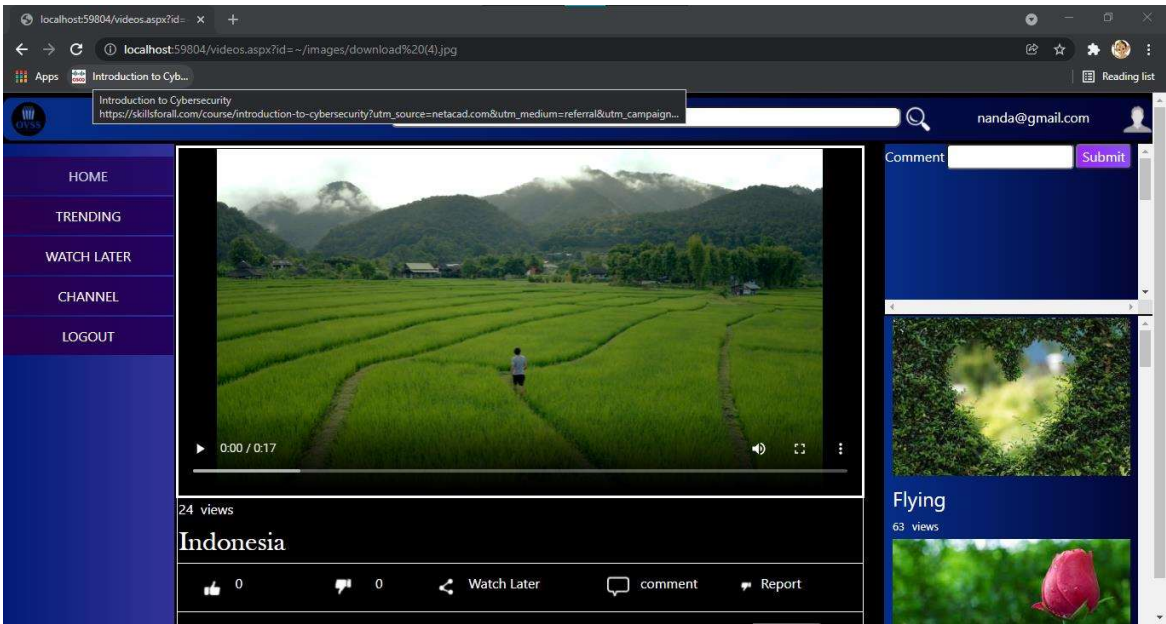 localhost:59804/videos.aspx?id=
localhost:59804/videos.aspx?id=~/images/download%20(4).jpg
Apps
Introduction to Cyb...
Reading list
Introduction to Cybersecurity
https://skillsforall.com/course/introduction-to-cybersecurity?utm_source=netacad.com&utm_medium=referral&utm_campaign...
OVSS
nanda@gmail.com
HOME
TRENDING
WATCH LATER
CHANNEL
LOGOUT
0:00 / 0:17
24 views
Indonesia
0
0
Watch Later
comment
Report
Comment
Submit
Flying
63 views